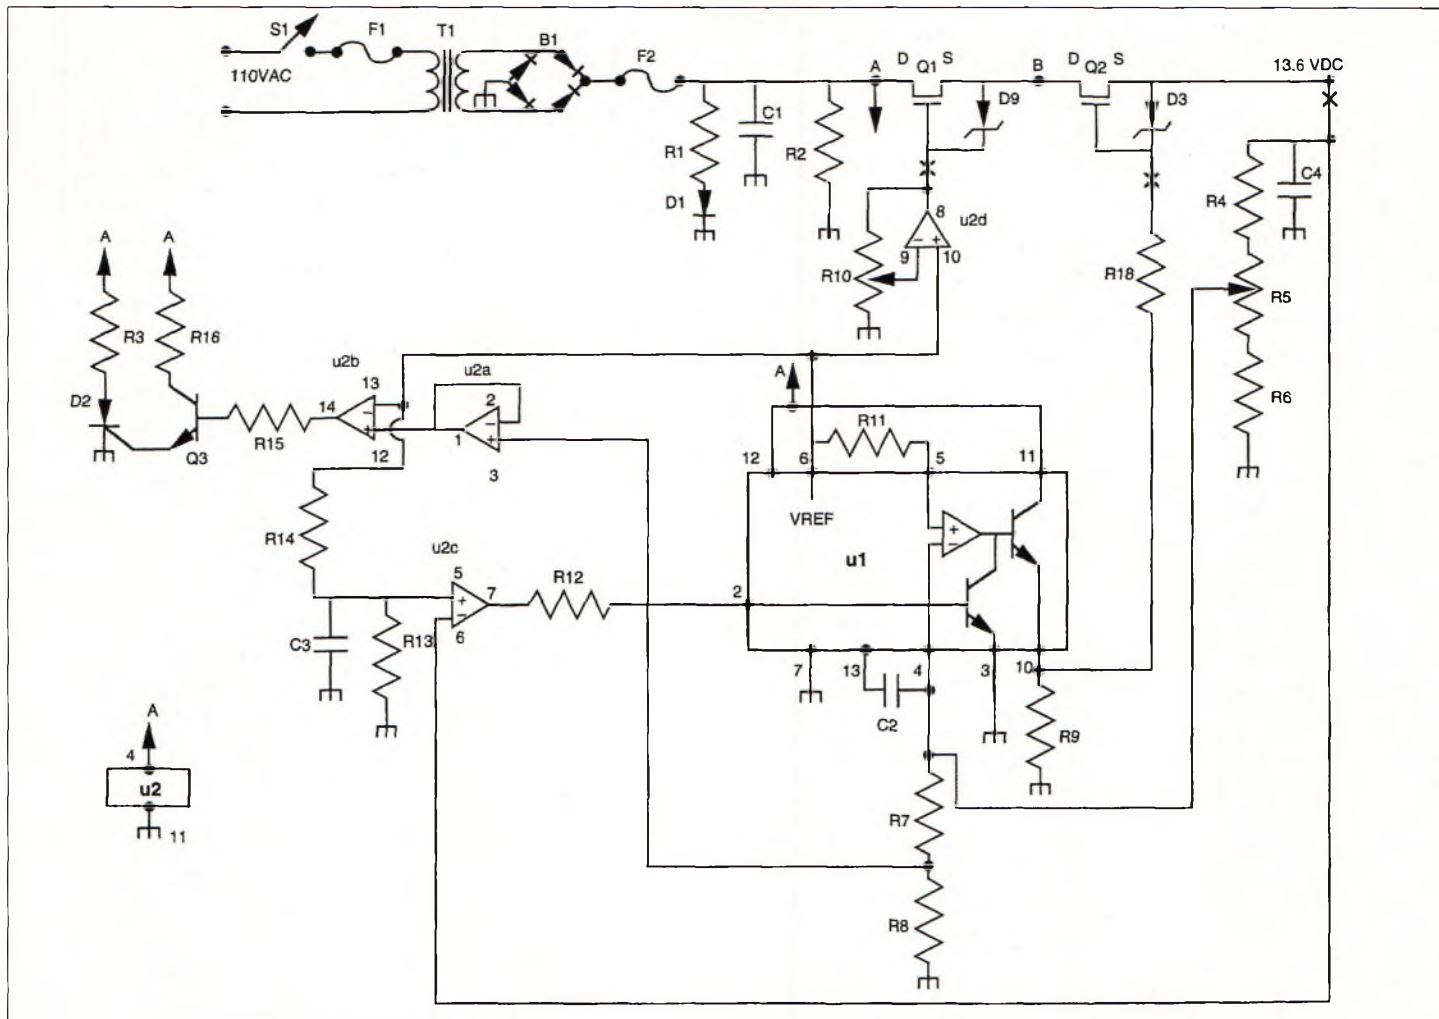 S1
F1
T1
B1
F2
A
D
Q1
S
B
D
Q2
S
13.6 VDC
110VAC
D9
D3
R1
C1
R2
D1
8
u2d
-
+
9
10
R10
R18
R4
C4
R5
R6
A
A
R3
R16
D2
Q3
R15
u2b
13
14
-
+
12
u2a
2
-
+
1
3
A
R11
12
6
5
11
VREF
u1
+
-
R14
u2c
5
+
-
7
6
R12
2
C3
R13
7
13
4
3
10
C2
R9
A
4
u2
11
R7
R8